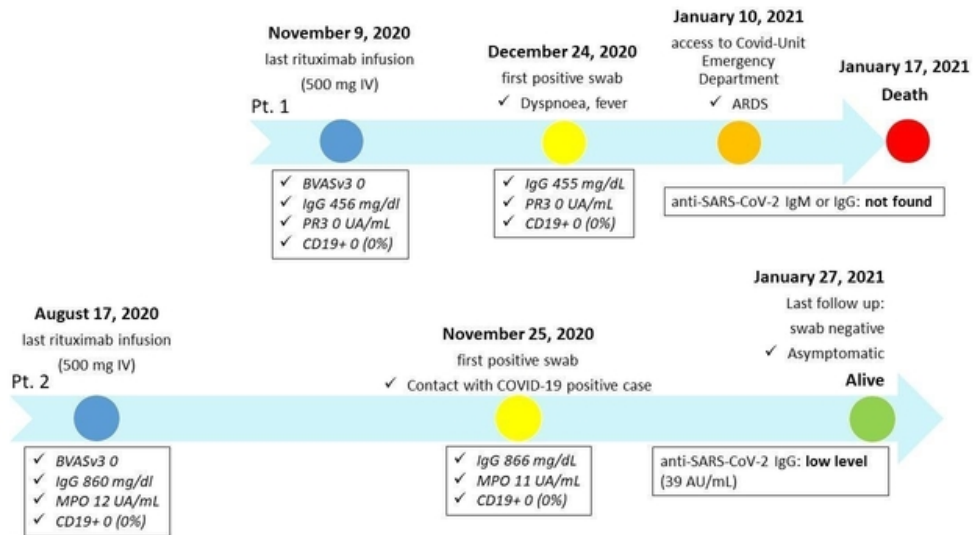 November 9, 2020
last rituximab infusion
(500 mg IV)
December 24, 2020
first positive swab
✓ Dyspnoea, fever
January 10, 2021
access to Covid-Unit
Emergency
Department
✓ ARDS
January 17, 2021
Death
Pt. 1
✓ BVASv3 0
✓ IgG 456 mg/dl
✓ PR3 0 UA/mL
✓ CD19+ 0 (0%)
✓ IgG 455 mg/dL
✓ PR3 0 UA/mL
✓ CD19+ 0 (0%)
anti-SARS-CoV-2 IgM or IgG: not found
August 17, 2020
last rituximab infusion
(500 mg IV)
November 25, 2020
first positive swab
✓ Contact with COVID-19 positive case
January 27, 2021
Last follow up:
swab negative
✓ Asymptomatic
Alive
Pt. 2
✓ BVASv3 0
✓ IgG 860 mg/dl
✓ MPO 12 UA/mL
✓ CD19+ 0 (0%)
✓ IgG 866 mg/dL
✓ MPO 11 UA/mL
✓ CD19+ 0 (0%)
anti-SARS-CoV-2 IgG: low level
(39 AU/mL)